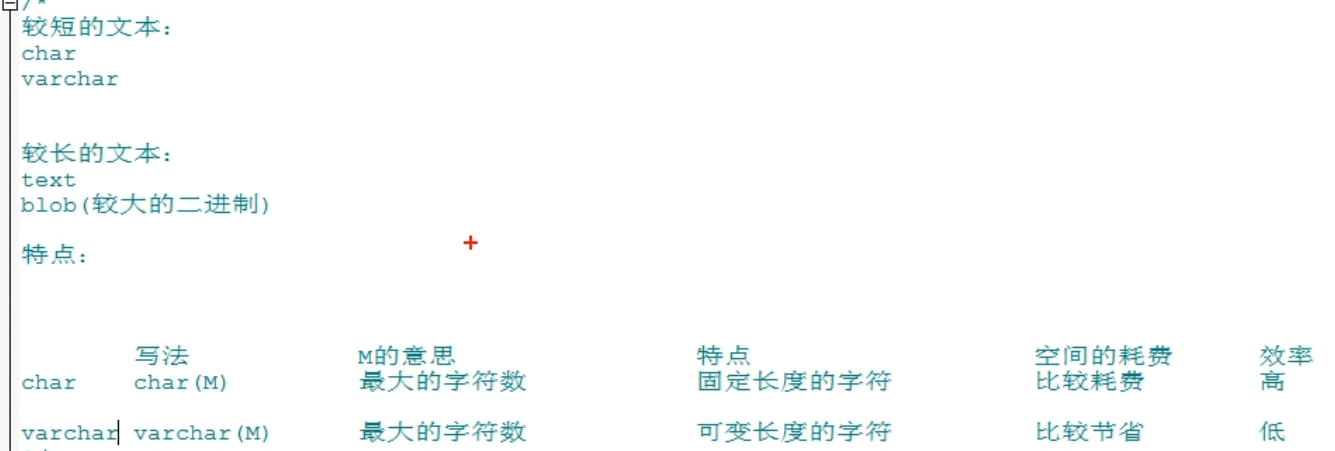 /*
较短的文本：
char
varchar
较长的文本：
text
blob(较大的二进制)
特点：
写法 M的意思 特点 空间的耗费 效率
char char(M) 最大的字符数 固定长度的字符 比较耗费 高
varchar varchar(M) 最大的字符数 可变长度的字符 比较节省 低